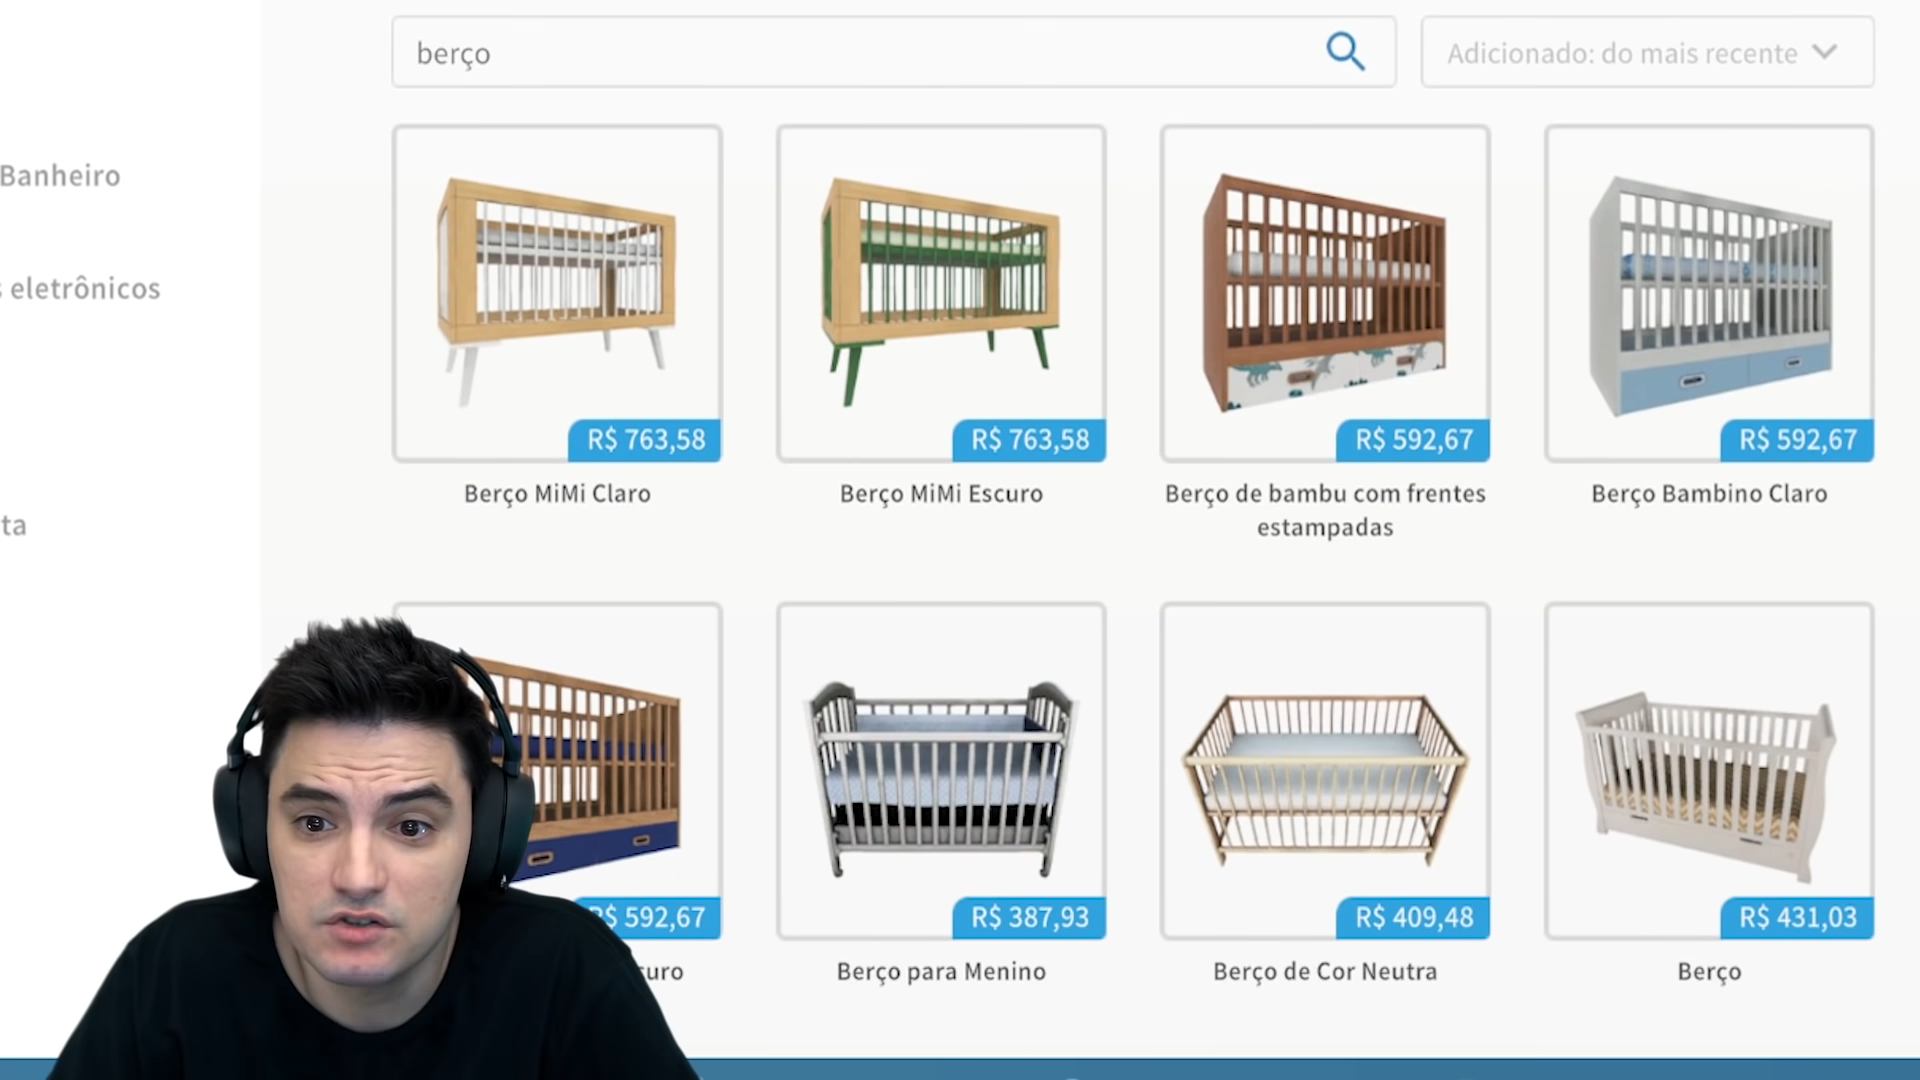 berço
Adicionado: do mais recente
Banheiro
s eletrônicos
ta
R$ 763,58
R$ 763,58
R$ 592,67
R$ 592,67
Berço MiMi Claro
Berço MiMi Escuro
Berço de bambu com frentes
estampadas
Berço Bambino Claro
R$ 592,67
R$ 387,93
R$ 409,48
R$ 431,03
curo
Berço para Menino
Berço de Cor Neutra
Berço